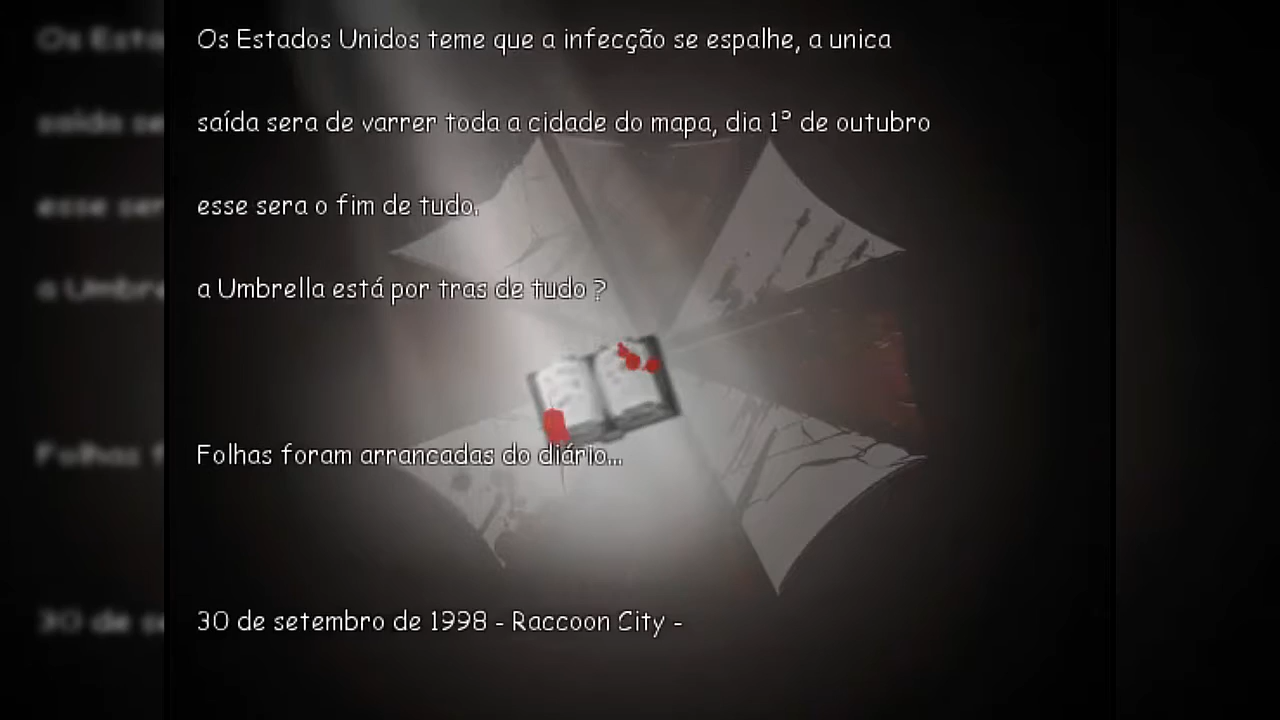 Os Estados Unidos teme que a infecção se espalhe, a unica
saída sera de varrer toda a cidade do mapa, dia 1º de outubro
esse sera o fim de tudo.
a Umbrella está por tras de tudo ?
Folhas foram arrancadas do diário...
30 de setembro de 1998 - Raccoon City -